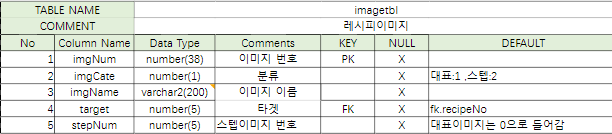 TABLE NAME imagetbl
COMMENT 레시피이미지
No Column Name Data Type Comments KEY NULL DEFAULT
1 imgNum number(38) 이미지 번호 PK X
2 imgCate number(1) 분류 X 대표:1 ,스텝:2
3 imgName varchar2(200) 이미지 이름 X
4 target number(5) 타겟 FK X fk.recipeNo
5 stepNum number(5) 스텝이미지 번호 X 대표이미지는 0으로 들어감